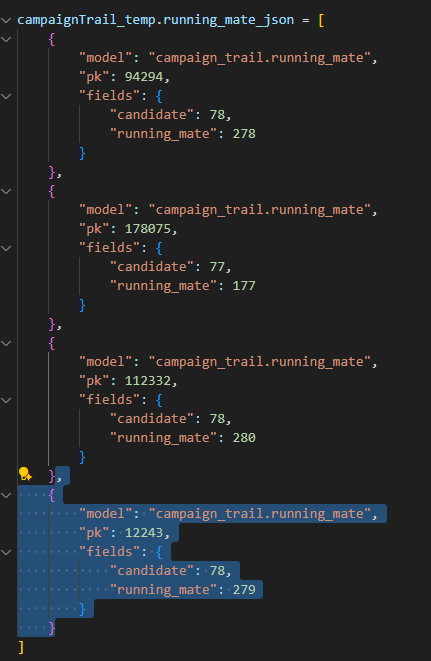 campaignTrail_temp.running_mate_json = [
    {
        "model": "campaign_trail.running_mate",
        "pk": 94294,
        "fields": {
            "candidate": 78,
            "running_mate": 278
        }
    },
    {
        "model": "campaign_trail.running_mate",
        "pk": 178075,
        "fields": {
            "candidate": 77,
            "running_mate": 177
        }
    },
    {
        "model": "campaign_trail.running_mate",
        "pk": 112332,
        "fields": {
            "candidate": 78,
            "running_mate": 280
        }
    },
    {
        "model": "campaign_trail.running_mate",
        "pk": 12243,
        "fields": {
            "candidate": 78,
            "running_mate": 279
        }
    }
]